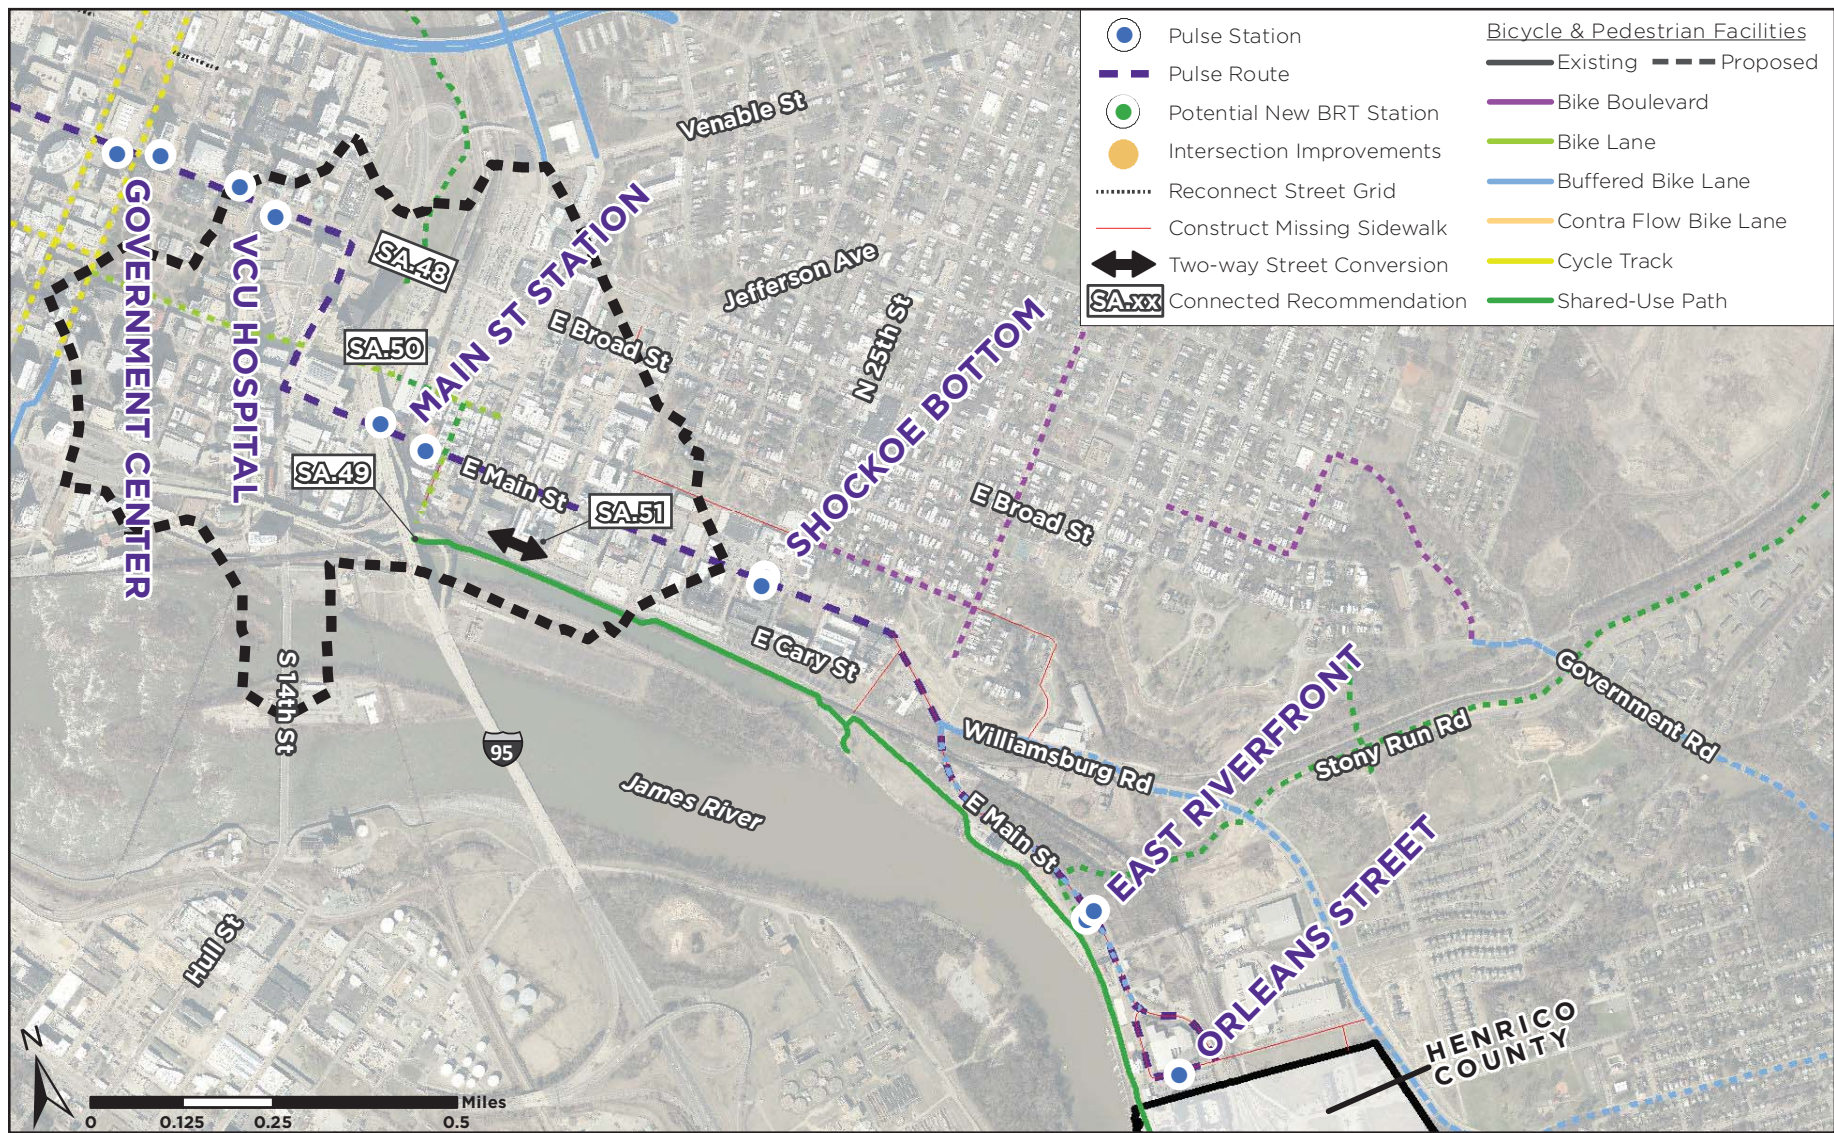 Pulse Station
Pulse Route
Potential New BRT Station
Intersection Improvements
Reconnect Street Grid
Construct Missing Sidewalk
Two-way Street Conversion
SA.xx Connected Recommendation
Bicycle & Pedestrian Facilities
Existing Proposed
Bike Boulevard
Bike Lane
Buffered Bike Lane
Contra Flow Bike Lane
Cycle Track
Shared-Use Path
Venable St
GOVERNMENT CENTER
VCU HOSPITAL
SA.48
MAIN ST STATION
Jefferson Ave
E Broad St
N 25th St
SA.50
SHOCKOE BOTTOM
SA.49
E Main St
SA.51
E Broad St
E Cary St
S 14th St
95
James River
Williamsburg Rd
E Main St
EAST RIVERFRONT
Stony Run Rd
Government Rd
ORLEANS STREET
Hull St
HENRICO
COUNTY
N
Miles
0 0.125 0.25 0.5